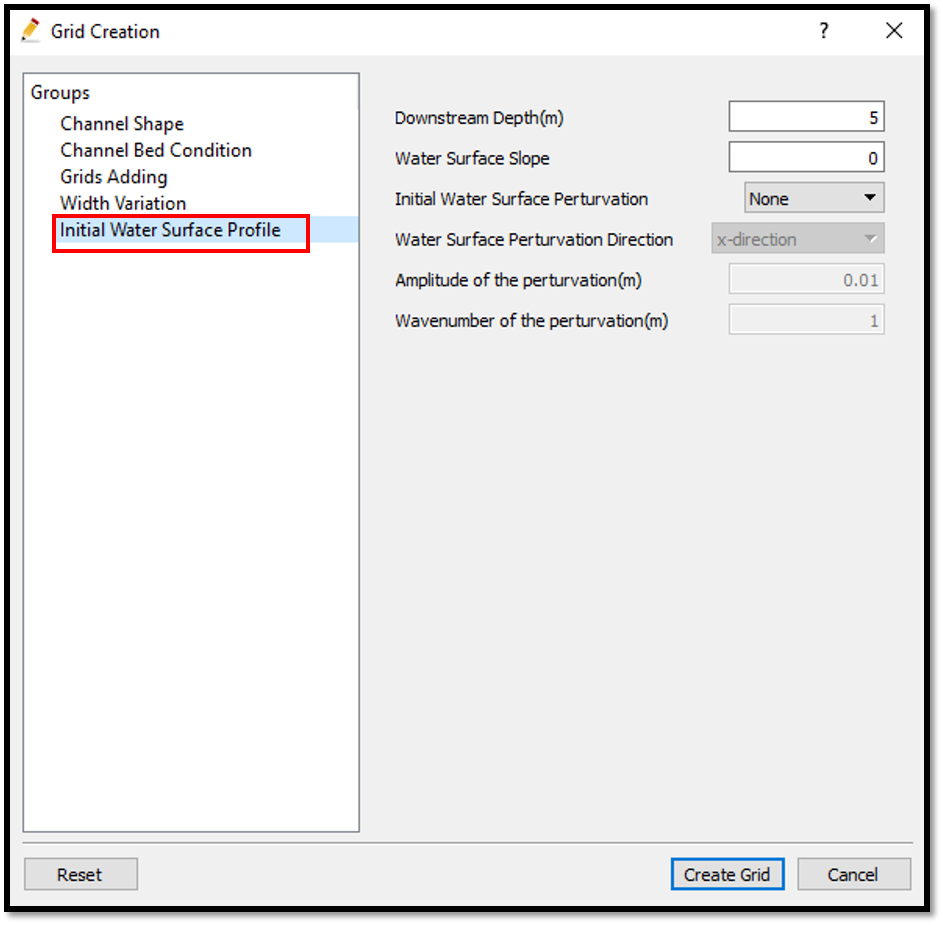 Grid Creation ?
Groups
Channel Shape
Channel Bed Condition
Grids Adding
Width Variation
Initial Water Surface Profile
Downstream Depth(m) 5
Water Surface Slope 0
Initial Water Surface Perturvation None
Water Surface Perturvation Direction x-direction
Amplitude of the perturvation(m) 0.01
Wavenumber of the perturvation(m) 1
Reset Create Grid Cancel